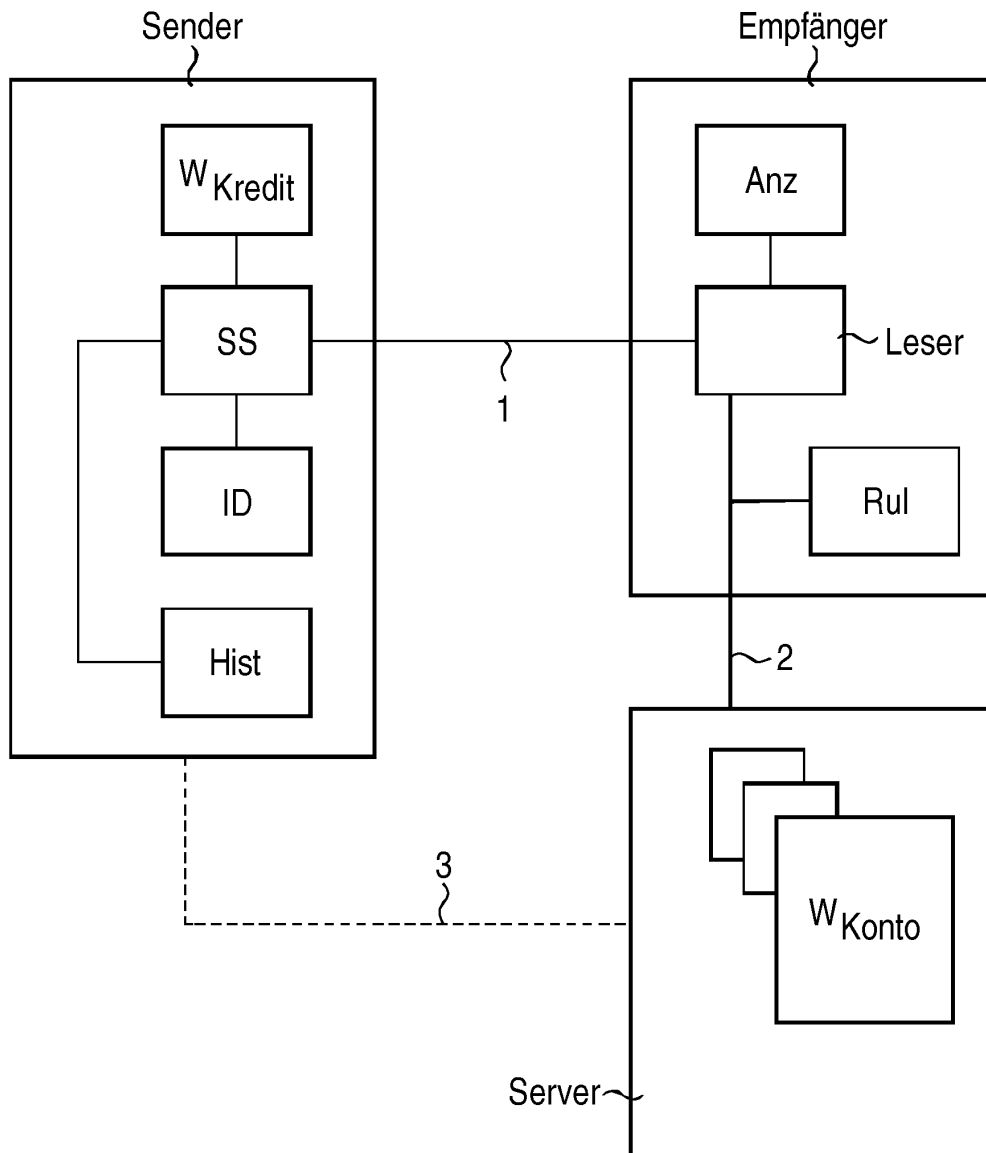 Sender
Empfänger
W Kredit
Anz
SS
Leser
1
ID
Rul
Hist
2
3
W Konto
Server